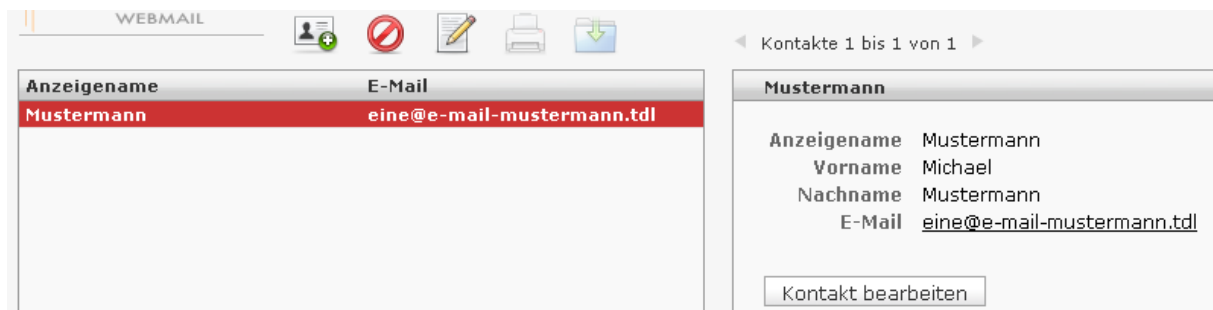 WEBMAIL
Kontakte 1 bis 1 von 1
Anzeigename E-Mail
Mustermann eine@e-mail-mustermann.tdl
Mustermann
Anzeigename Mustermann
Vorname Michael
Nachname Mustermann
E-Mail eine@e-mail-mustermann.tdl
Kontakt bearbeiten